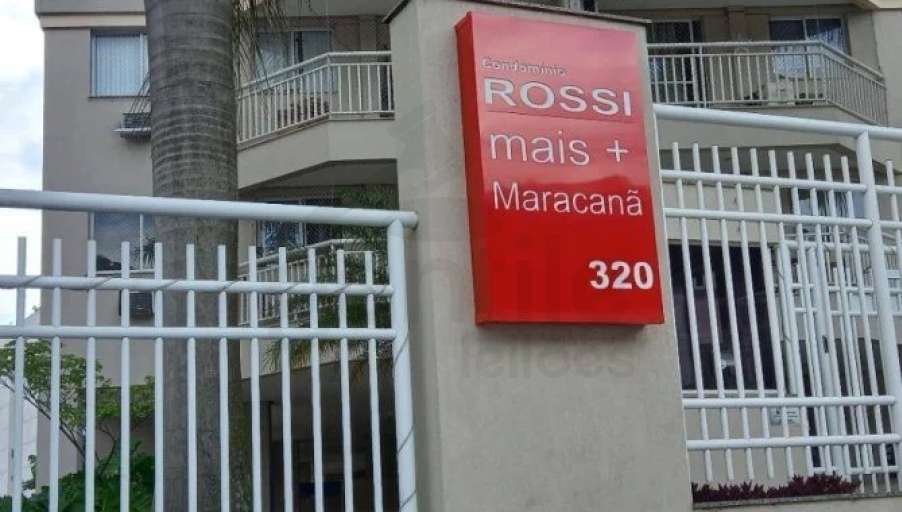 Condomínio
ROSSI
mais +
Maracanã
320